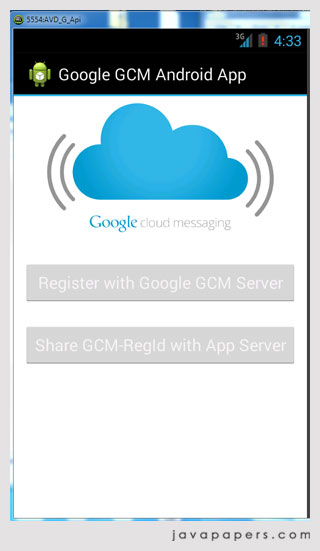 5554:AVD_G_Api
3G 4:33
Google GCM Android App
Google cloud messaging
Register with Google GCM Server
Share GCM-RegId with App Server
javapapers.com